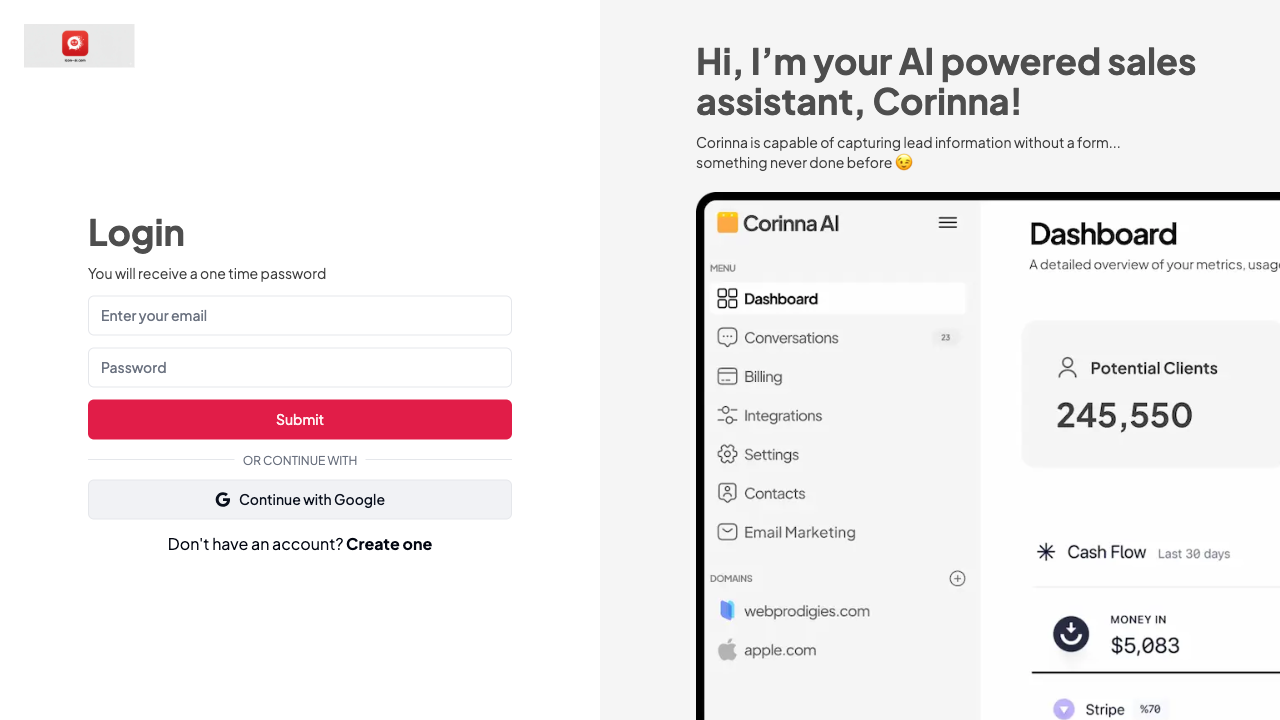 Login
You will receive a one time password
Enter your email
Password
Submit
OR CONTINUE WITH
Continue with Google
Don't have an account? Create one
Hi, I’m your AI powered sales
assistant, Corinna!
Corinna is capable of capturing lead information without a form...
something never done before 😉
Corinna AI
MENU
Dashboard
Conversations 23
Billing
Integrations
Settings
Contacts
Email Marketing
DOMAINS
webprodigies.com
apple.com
Dashboard
A detailed overview of your metrics, usag
Potential Clients
245,550
Cash Flow Last 30 days
MONEY IN
$5,083
Stripe %70